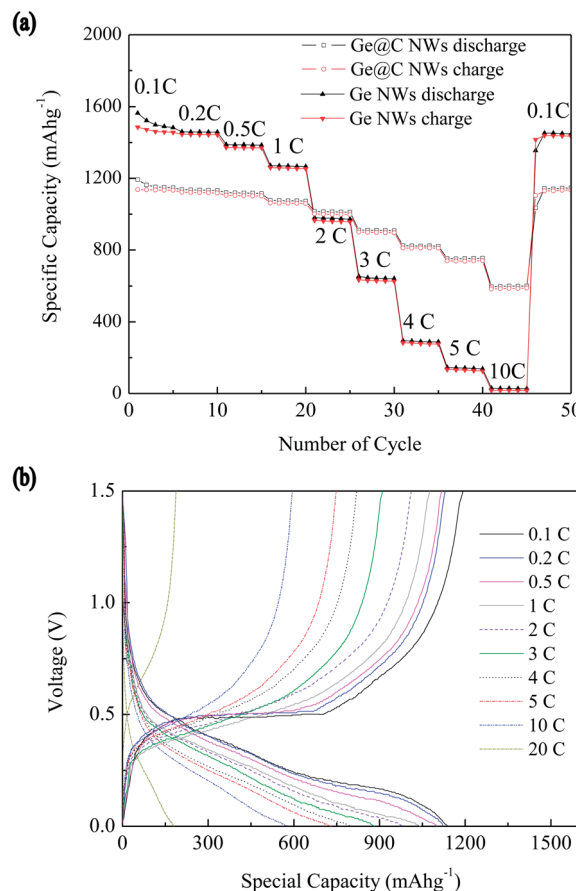 (a)
2000
1600
1200
800
400
0
Specific Capacity (mAhg⁻¹)
Ge@C NWs discharge
Ge@C NWs charge
Ge NWs discharge
Ge NWs charge
0.1C
0.2C
0.5C
1 C
2 C
3 C
4 C
5 C
10C
0.1C
0 10 20 30 40 50
Number of Cycle
(b)
1.5
1.0
0.5
0.0
Voltage (V)
0.1 C
0.2 C
0.5 C
1 C
2 C
3 C
4 C
5 C
10 C
20 C
0 300 600 900 1200 1500
Special Capacity (mAhg⁻¹)